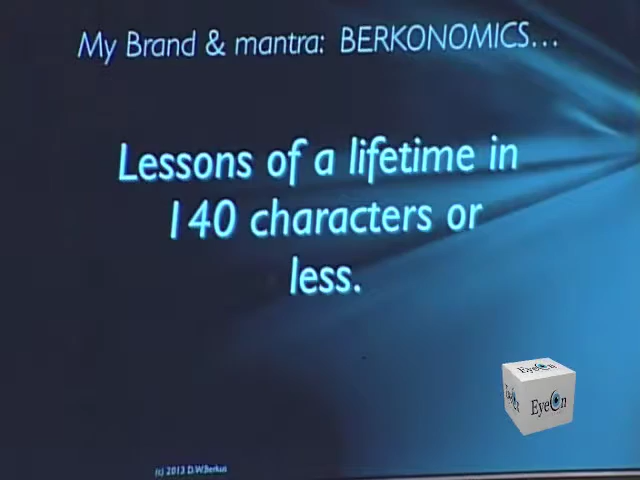 My Brand & mantra: BERKONOMICS...
Lessons of a lifetime in
140 characters or
less.
EyeOn
EyeOn
(c) 2013 D.W.Berkus